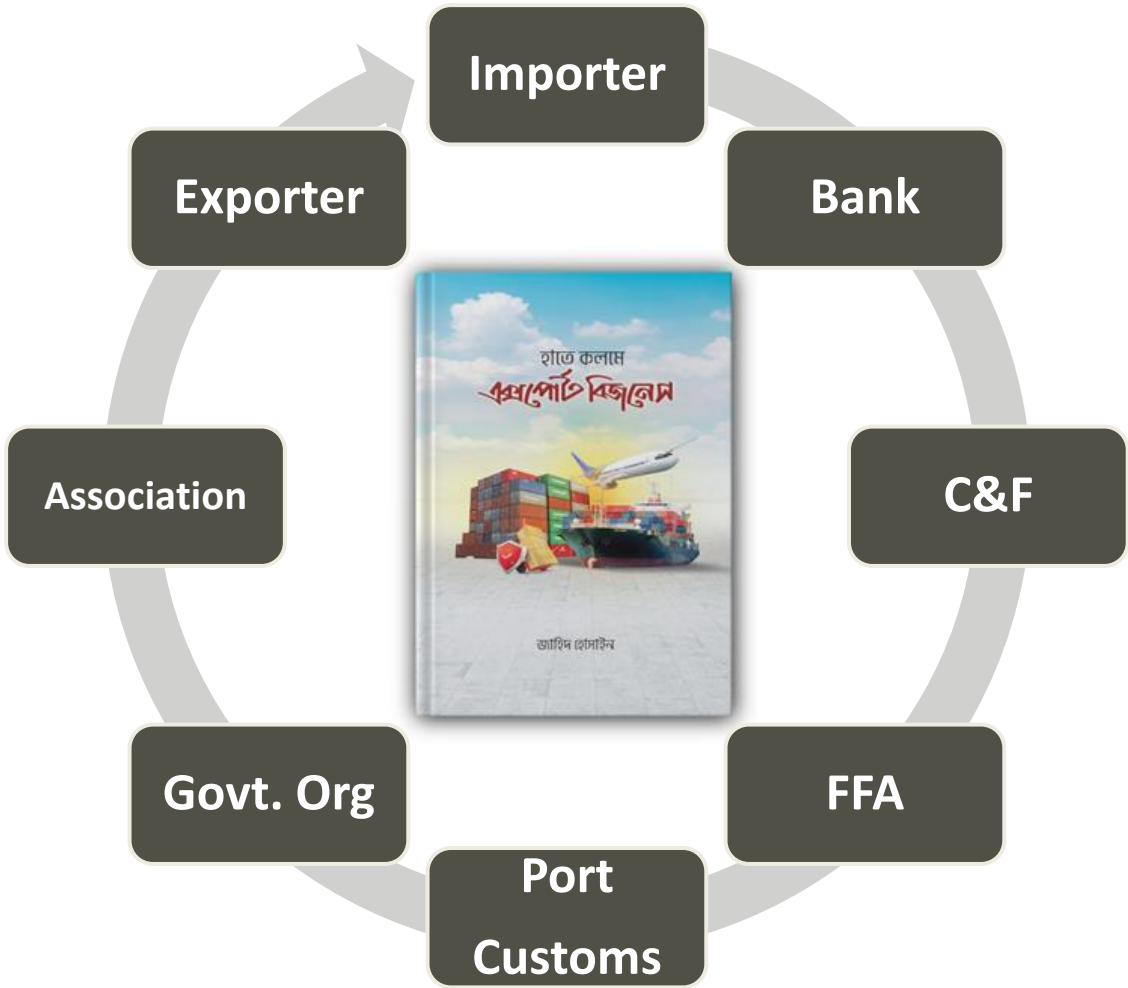 Importer
Bank
C&F
FFA
Port
Customs
Govt. Org
Association
Exporter
হাতে কলমে
এক্সপোর্ট বিজনেস
জাহিদ হোসাইন